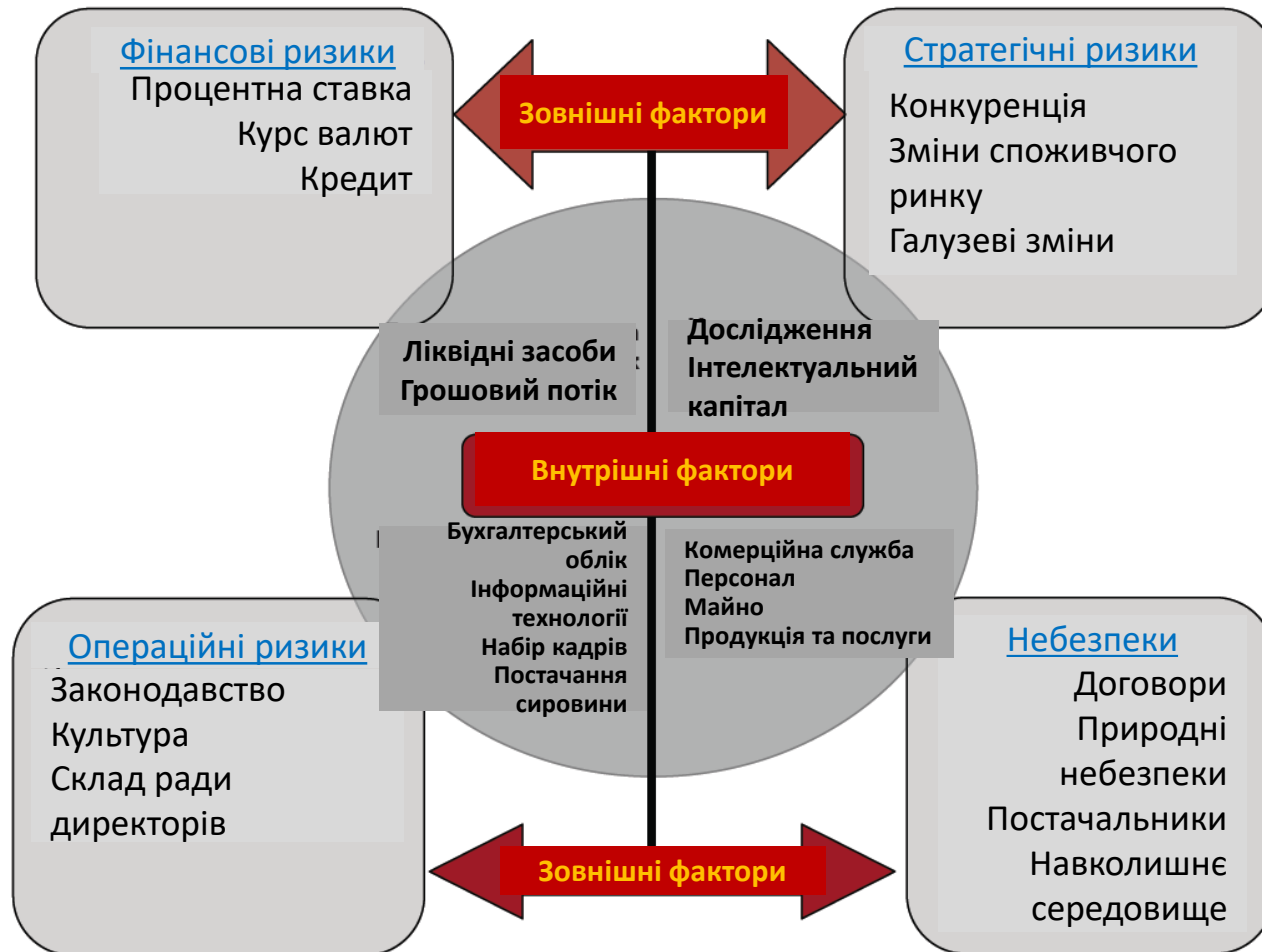 Фінансові ризики
Процентна ставка
Курс валют
Кредит
Зовнішні фактори
Стратегічні ризики
Конкуренція
Зміни споживчого
ринку
Галузеві зміни
Ліквідні засоби
Грошовий потік
Дослідження
Інтелектуальний
капітал
Внутрішні фактори
Бухгалтерський
облік
Інформаційні
технології
Набір кадрів
Постачання
сировини
Комерційна служба
Персонал
Майно
Продукція та послуги
Операційні ризики
Законодавство
Культура
Склад ради
директорів
Небезпеки
Договори
Природні
небезпеки
Постачальники
Навколишнє
середовище
Зовнішні фактори